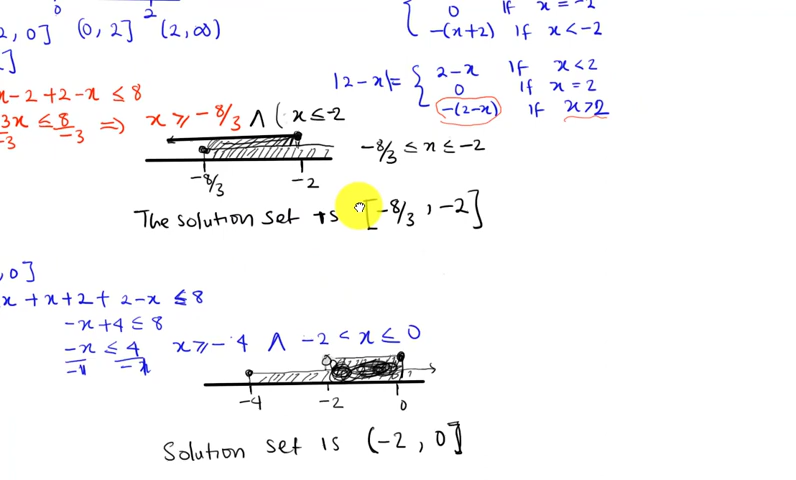 0 if x = -2
2, 0] (0, 2] (2, ∞)
0 2
-(x+2) if x < -2
]
|2-x| = { 2-x if x < 2
0 if x = 2
-(2-x) if x > 2
x - 2 + 2 - x ≤ 8
3x ≤ 8 ⇒ x ≥ -8/3 ∧ ( x ≤ -2
-3 -3
-8/3 ≤ x ≤ -2
-8/3 -2
The solution set is [-8/3, -2]
, 0]
x + x+2 + 2-x ≤ 8
-x+4 ≤ 8
-x ≤ 4 x ≥ -4 ∧ -2 < x ≤ 0
-1 -1
-4 -2 0
Solution set is (-2, 0]